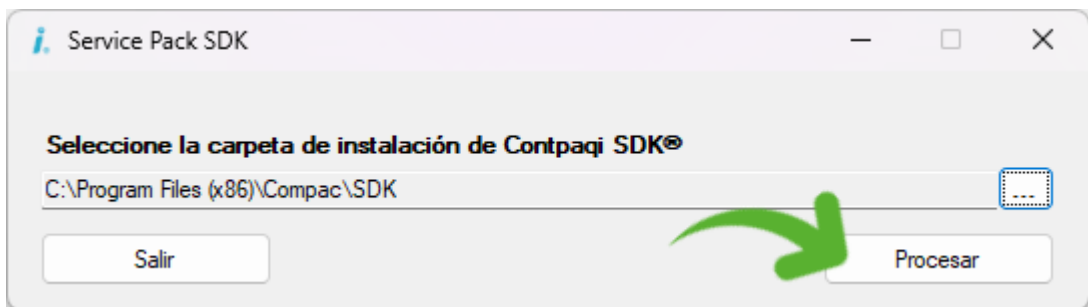 i. Service Pack SDK
Seleccione la carpeta de instalación de Contpaqi SDK®
C:\Program Files (x86)\Compac\SDK
...
Salir
Procesar